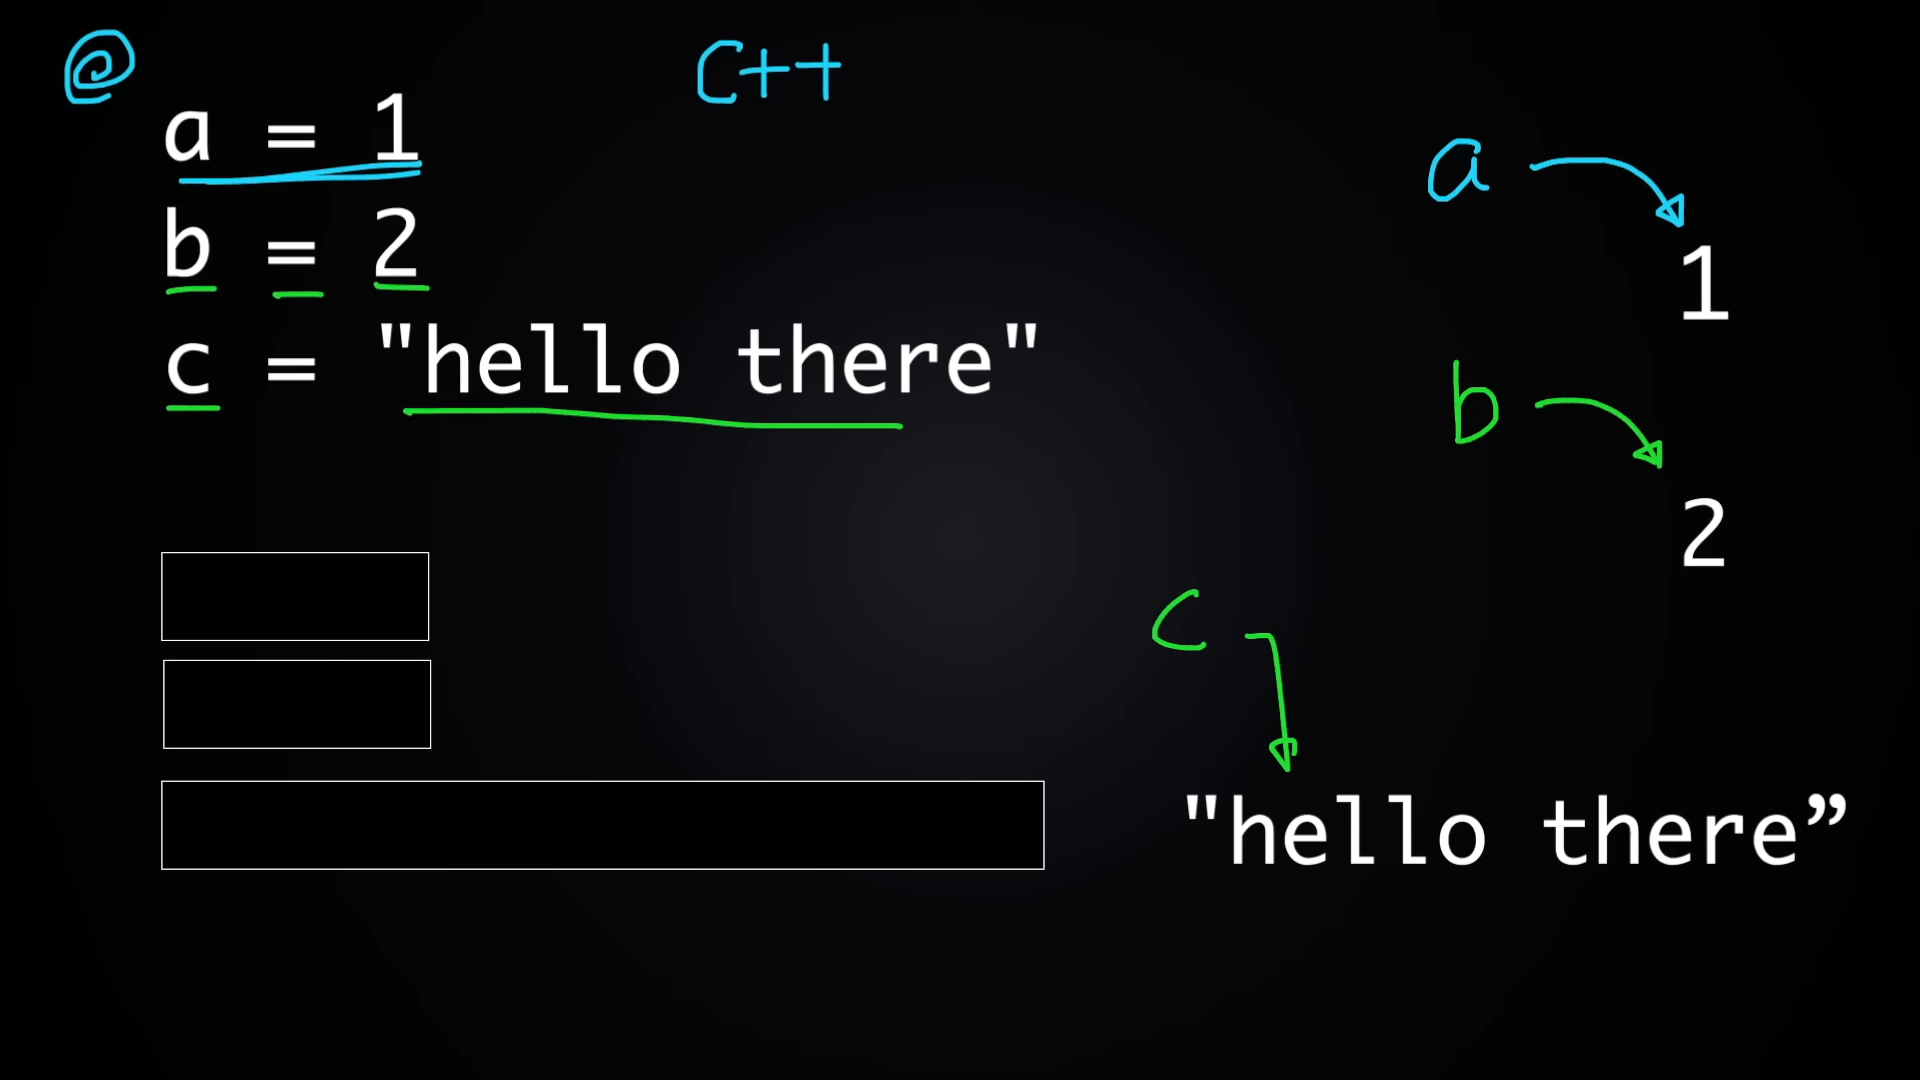 @
C++
a = 1
b = 2
c = "hello there"
a
1
b
2
c
"hello there”